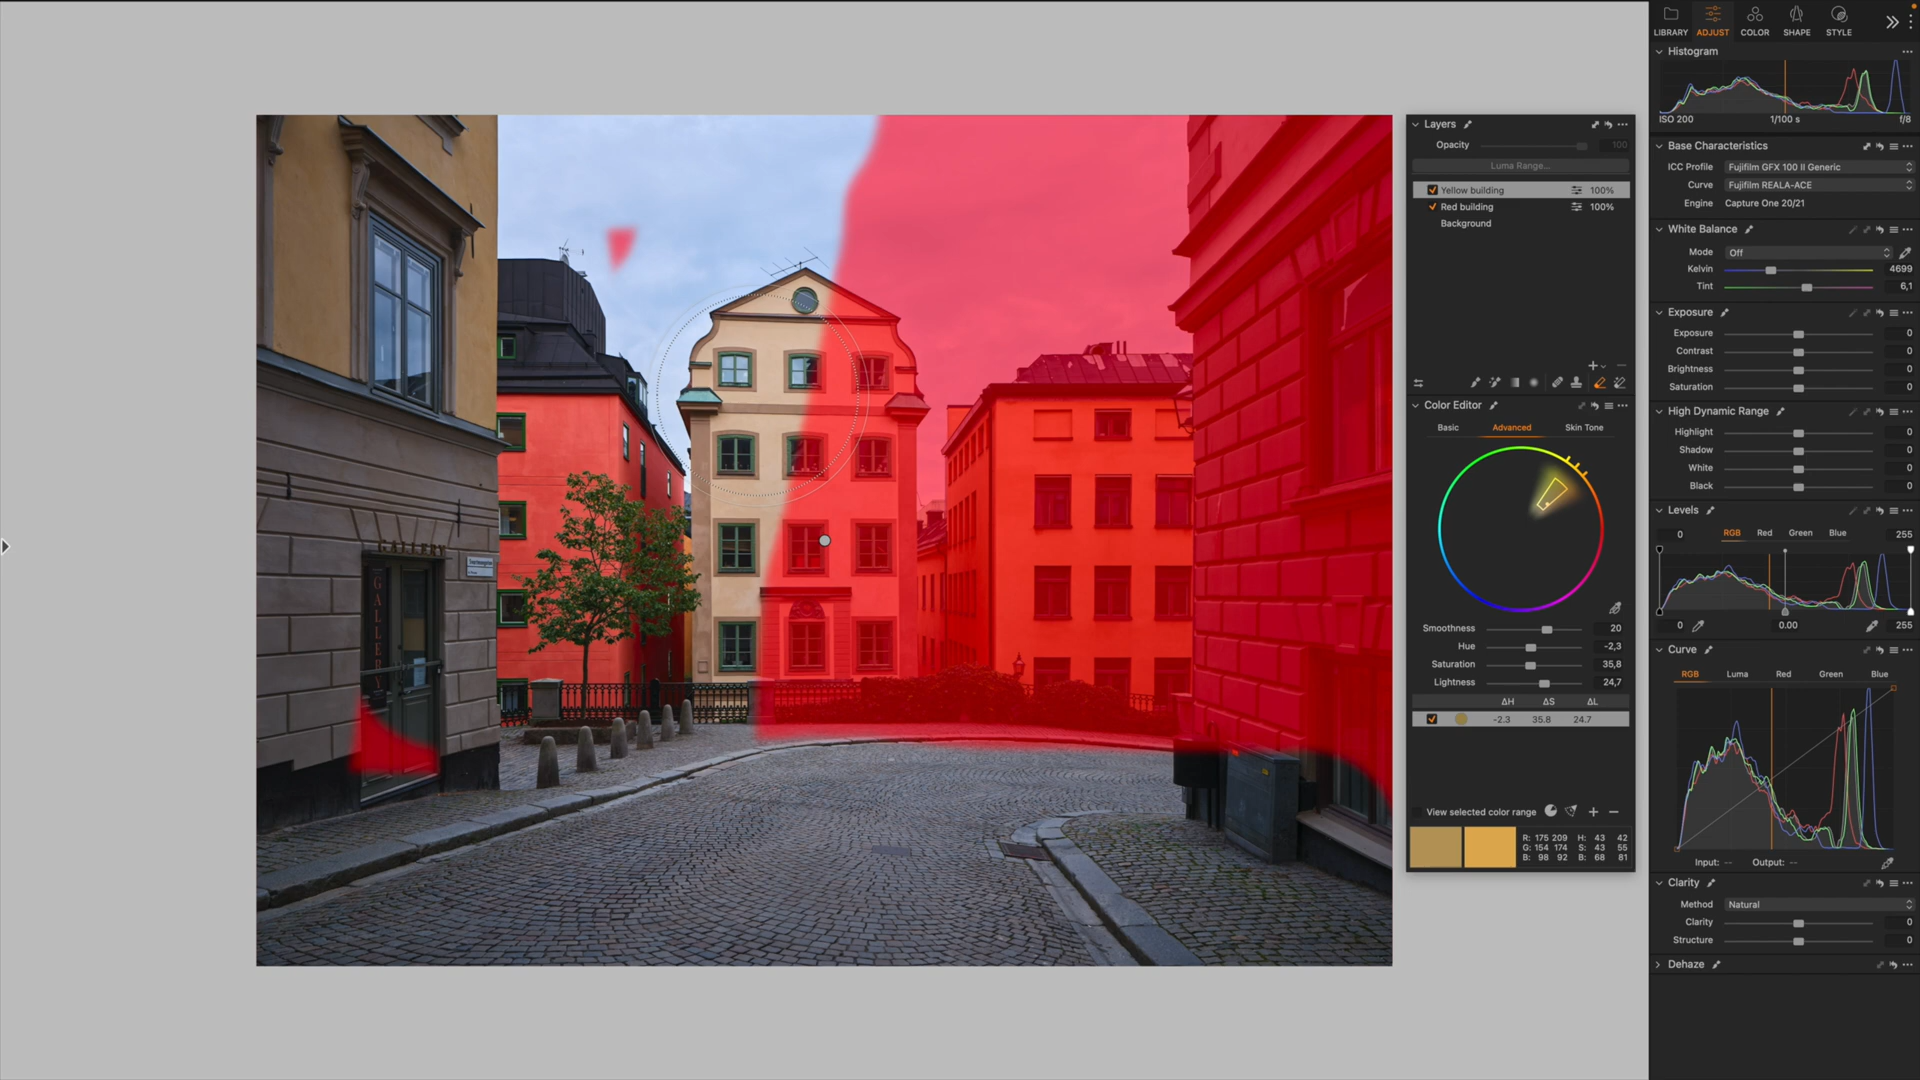 LIBRARY ADJUST COLOR SHAPE STYLE
Histogram
ISO 200 1/100 s f/8
Base Characteristics
ICC Profile Fujifilm GFX 100 II Generic
Curve Fujifilm REALA-ACE
Engine Capture One 20/21
White Balance
Mode Off
Kelvin 4699
Tint 6,1
Exposure
Exposure 0
Contrast 0
Brightness 0
Saturation 0
High Dynamic Range
Highlight 0
Shadow 0
White 0
Black 0
Levels
0 RGB Red Green Blue 255
0 0.00 255
Curve
RGB Luma Red Green Blue
Input: -- Output: --
Clarity
Method Natural
Clarity 0
Structure 0
Dehaze
Layers
Opacity 100
Luma Range...
Yellow building 100%
Red building 100%
Background
Color Editor
Basic Advanced Skin Tone
Smoothness 20
Hue -2,3
Saturation 35,8
Lightness 24,7
ΔH ΔS ΔL
-2.3 35.8 24.7
View selected color range
R: 175 209 H: 43 42
G: 154 174 S: 43 55
B: 98 92 B: 68 81
GALLERY
GALLER